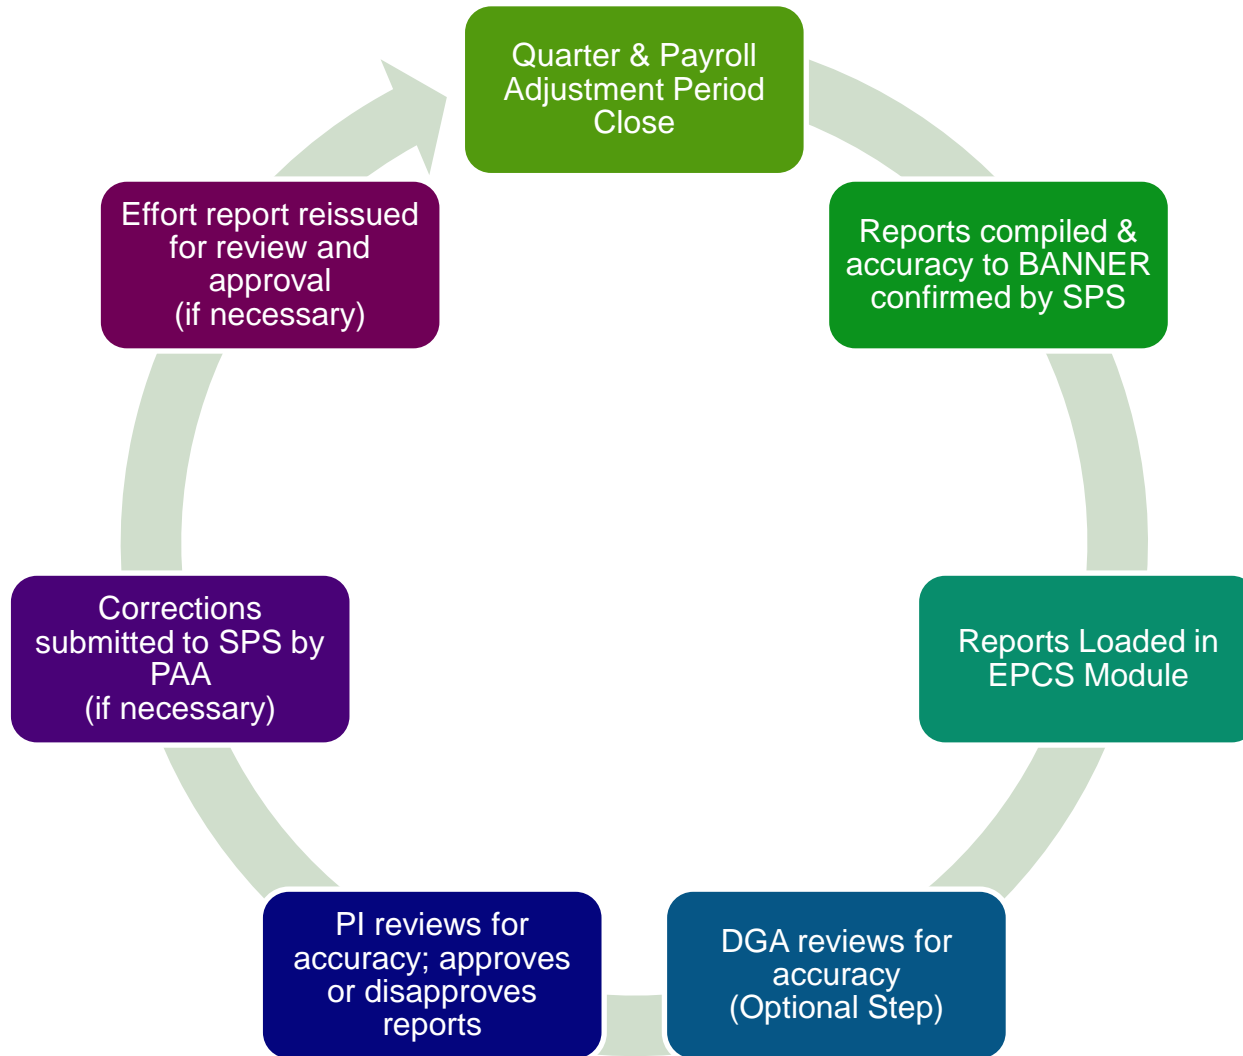 Quarter & Payroll
Adjustment Period
Close
Reports compiled &
accuracy to BANNER
confirmed by SPS
Reports Loaded in
EPCS Module
DGA reviews for
accuracy
(Optional Step)
PI reviews for
accuracy; approves
or disapproves
reports
Corrections
submitted to SPS by
PAA
(if necessary)
Effort report reissued
for review and
approval
(if necessary)